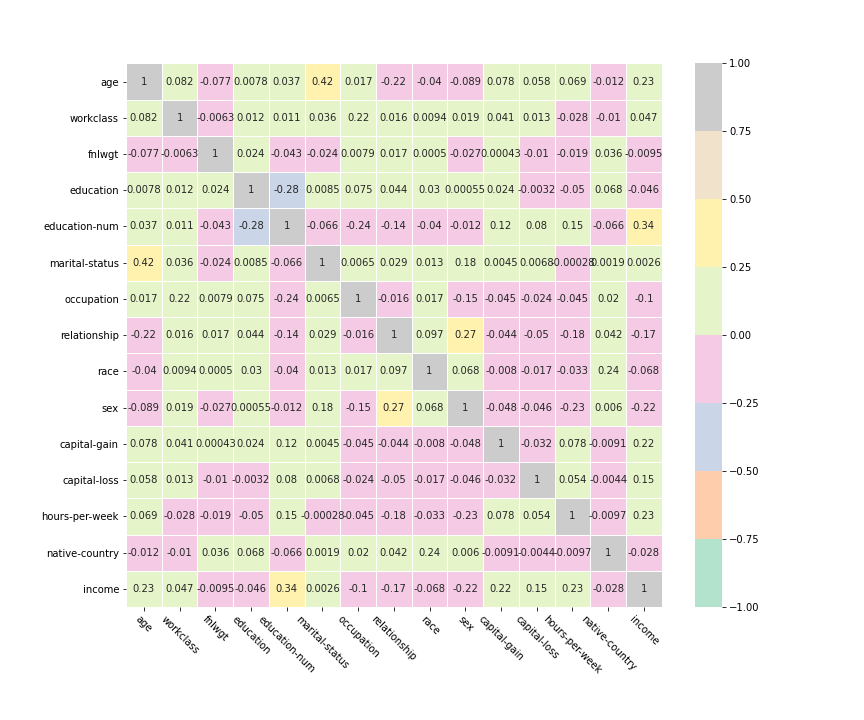 1.00
age 1 0.082 -0.077 0.0078 0.037 0.42 0.017 -0.22 -0.04 -0.089 0.078 0.058 0.069 -0.012 0.23
workclass 0.082 1 -0.0063 0.012 0.011 0.036 0.22 0.016 0.0094 0.019 0.041 0.013 -0.028 -0.01 0.047
0.75
fnlwgt -0.077 -0.0063 1 0.024 -0.043 -0.024 0.0079 0.017 0.0005 -0.027 0.00043 -0.01 -0.019 0.036 -0.0095
education 0.0078 0.012 0.024 1 -0.28 0.0085 0.075 0.044 0.03 0.00055 0.024 -0.0032 -0.05 0.068 -0.046
0.50
education-num 0.037 0.011 -0.043 -0.28 1 -0.066 -0.24 -0.14 -0.04 -0.012 0.12 0.08 0.15 -0.066 0.34
marital-status 0.42 0.036 -0.024 0.0085 -0.066 1 0.0065 0.029 0.013 0.18 0.0045 0.0068 -0.00028 0.0019 0.0026
0.25
occupation 0.017 0.22 0.0079 0.075 -0.24 0.0065 1 -0.016 0.017 -0.15 -0.045 -0.024 -0.045 0.02 -0.1
relationship -0.22 0.016 0.017 0.044 -0.14 0.029 -0.016 1 0.097 0.27 -0.044 -0.05 -0.18 0.042 -0.17
0.00
race -0.04 0.0094 0.0005 0.03 -0.04 0.013 0.017 0.097 1 0.068 -0.008 -0.017 -0.033 0.24 -0.068
−0.25
sex -0.089 0.019 -0.027 0.00055 -0.012 0.18 -0.15 0.27 0.068 1 -0.048 -0.046 -0.23 0.006 -0.22
capital-gain 0.078 0.041 0.00043 0.024 0.12 0.0045 -0.045 -0.044 -0.008 -0.048 1 -0.032 0.078 -0.0091 0.22
−0.50
capital-loss 0.058 0.013 -0.01 -0.0032 0.08 0.0068 -0.024 -0.05 -0.017 -0.046 -0.032 1 0.054 -0.0044 0.15
hours-per-week 0.069 -0.028 -0.019 -0.05 0.15 -0.00028 -0.045 -0.18 -0.033 -0.23 0.078 0.054 1 -0.0097 0.23
−0.75
native-country -0.012 -0.01 0.036 0.068 -0.066 0.0019 0.02 0.042 0.24 0.006 -0.0091 -0.0044 -0.0097 1 -0.028
income 0.23 0.047 -0.0095 -0.046 0.34 0.0026 -0.1 -0.17 -0.068 -0.22 0.22 0.15 0.23 -0.028 1
−1.00
age workclass fnlwgt education education-num marital-status occupation relationship race sex capital-gain capital-loss hours-per-week native-country income